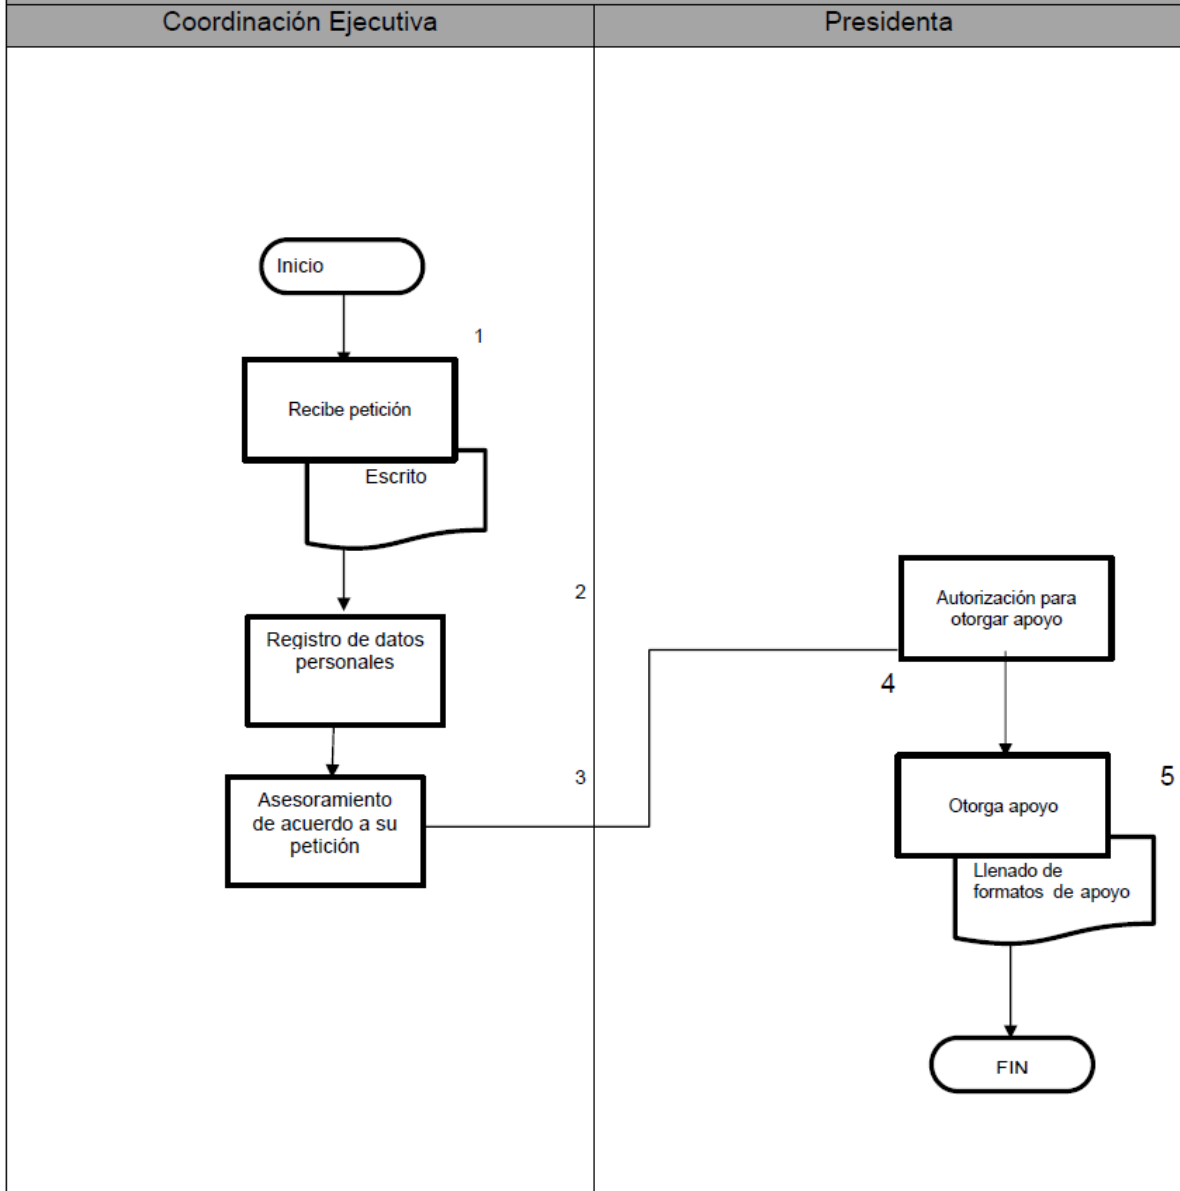 Coordinación Ejecutiva
Presidenta
Inicio
1
Recibe petición
Escrito
2
Registro de datos
personales
3
Asesoramiento
de acuerdo a su
petición
Autorización para
otorgar apoyo
4
5
Otorga apoyo
Llenado de
formatos de apoyo
FIN